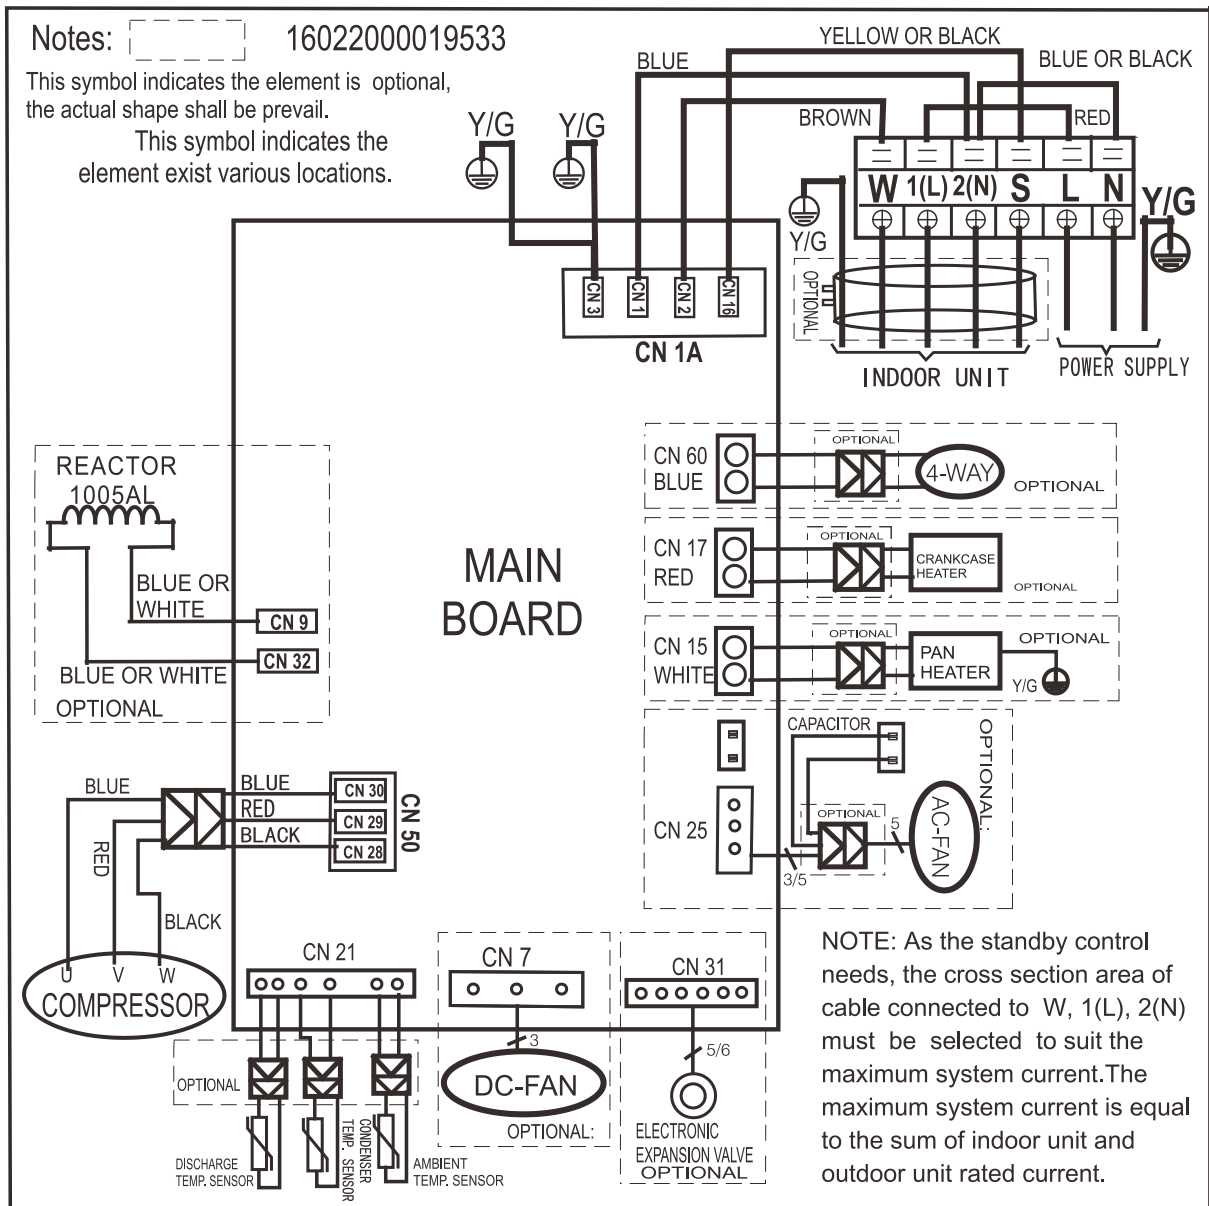 Notes: 16022000019533
This symbol indicates the element is optional,
the actual shape shall be prevail.
This symbol indicates the
element exist various locations.
YELLOW OR BLACK
BLUE
BLUE OR BLACK
BROWN
RED
Y/G
Y/G
W 1(L) 2(N) S L N
Y/G
Y/G
OPTIONAL
INDOOR UNIT
POWER SUPPLY
CN 3
CN 1
CN 2
CN 16
CN 1A
REACTOR
1005AL
BLUE OR
WHITE
CN 9
CN 32
BLUE OR WHITE
OPTIONAL
MAIN
BOARD
CN 60
BLUE
OPTIONAL
4-WAY
OPTIONAL
CN 17
RED
OPTIONAL
CRANKCASE
HEATER
OPTIONAL
CN 15
WHITE
OPTIONAL
PAN
HEATER
OPTIONAL
Y/G
CAPACITOR
OPTIONAL:
CN 25
OPTIONAL
3/5
5
AC-FAN
BLUE
RED
BLACK
BLUE
RED
BLACK
CN 30
CN 29
CN 28
CN 50
U V W
COMPRESSOR
CN 21
OPTIONAL
DISCHARGE
TEMP. SENSOR
CONDENSER
TEMP. SENSOR
AMBIENT
TEMP. SENSOR
CN 7
3
DC-FAN
OPTIONAL:
CN 31
5/6
ELECTRONIC
EXPANSION VALVE
OPTIONAL
NOTE: As the standby control
needs, the cross section area of
cable connected to W, 1(L), 2(N)
must be selected to suit the
maximum system current.The
maximum system current is equal
to the sum of indoor unit and
outdoor unit rated current.